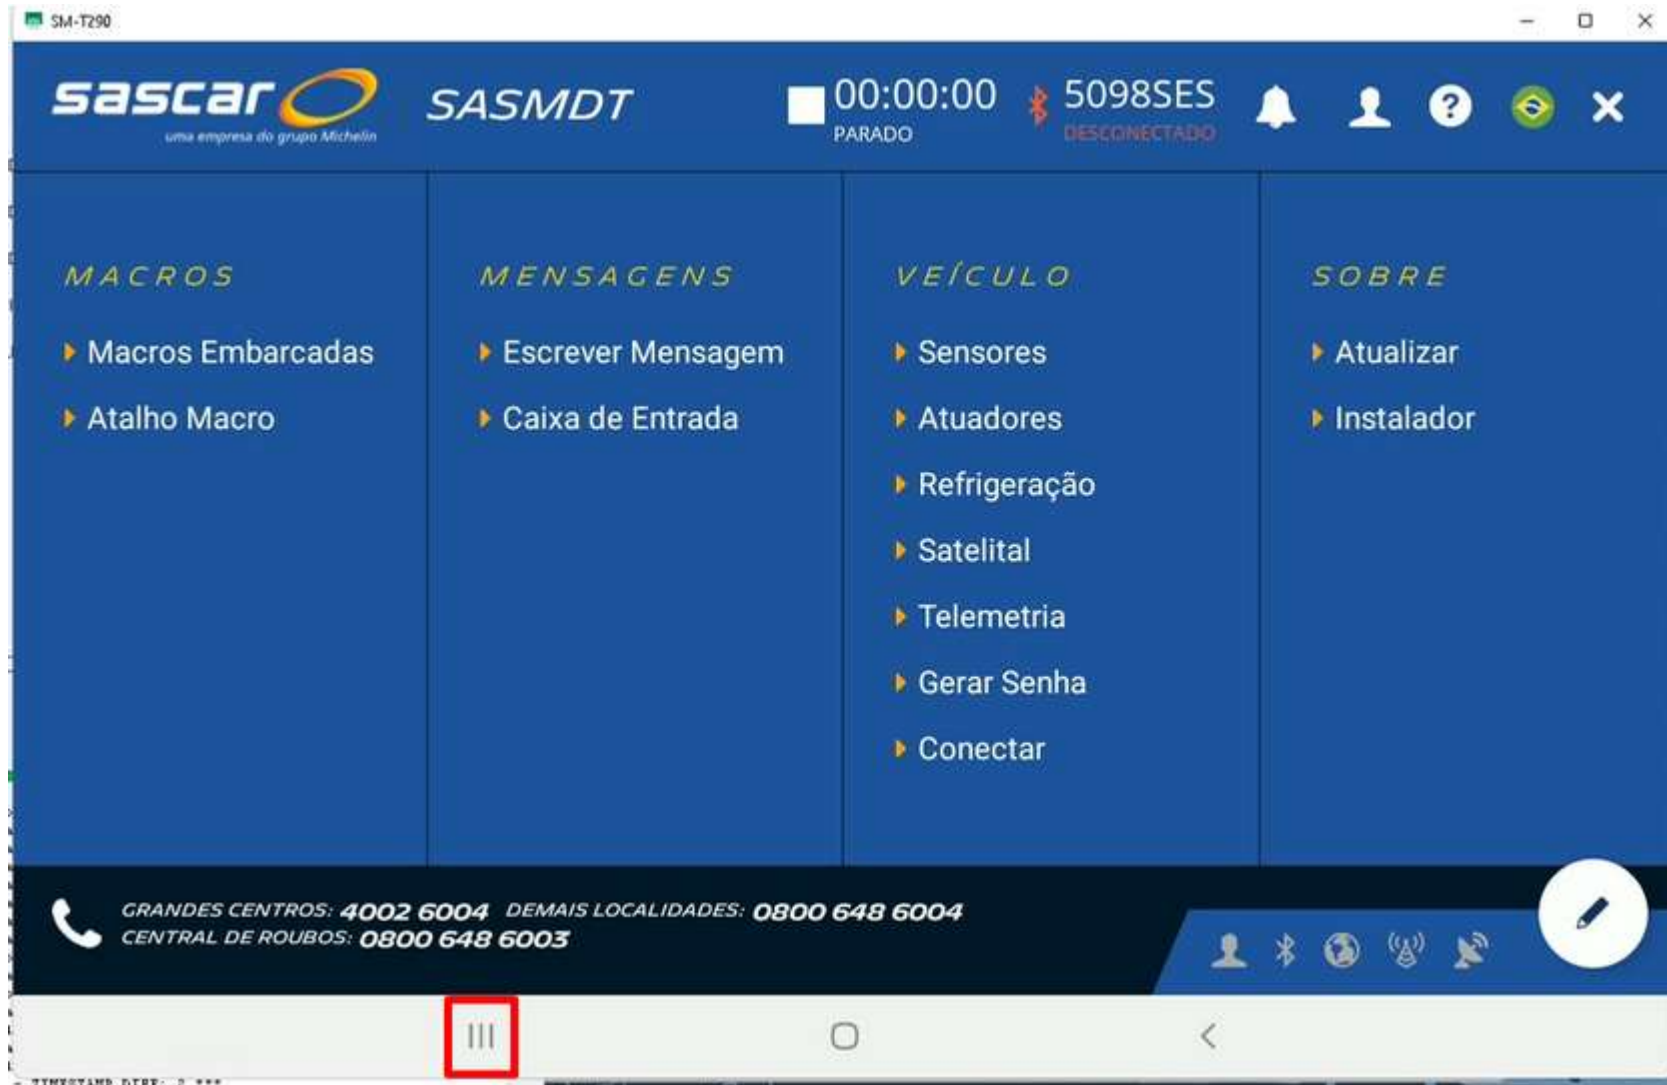 SM-T290
sascar
uma empresa do grupo Michelin
SASMDT
00:00:00
PARADO
5098SES
DESCONECTADO
MACROS
Macros Embarcadas
Atalho Macro
MENSAGENS
Escrever Mensagem
Caixa de Entrada
VEÍCULO
Sensores
Atuadores
Refrigeração
Satelital
Telemetria
Gerar Senha
Conectar
SOBRE
Atualizar
Instalador
GRANDES CENTROS: 4002 6004 DEMAIS LOCALIDADES: 0800 648 6004
CENTRAL DE ROUBOS: 0800 648 6003